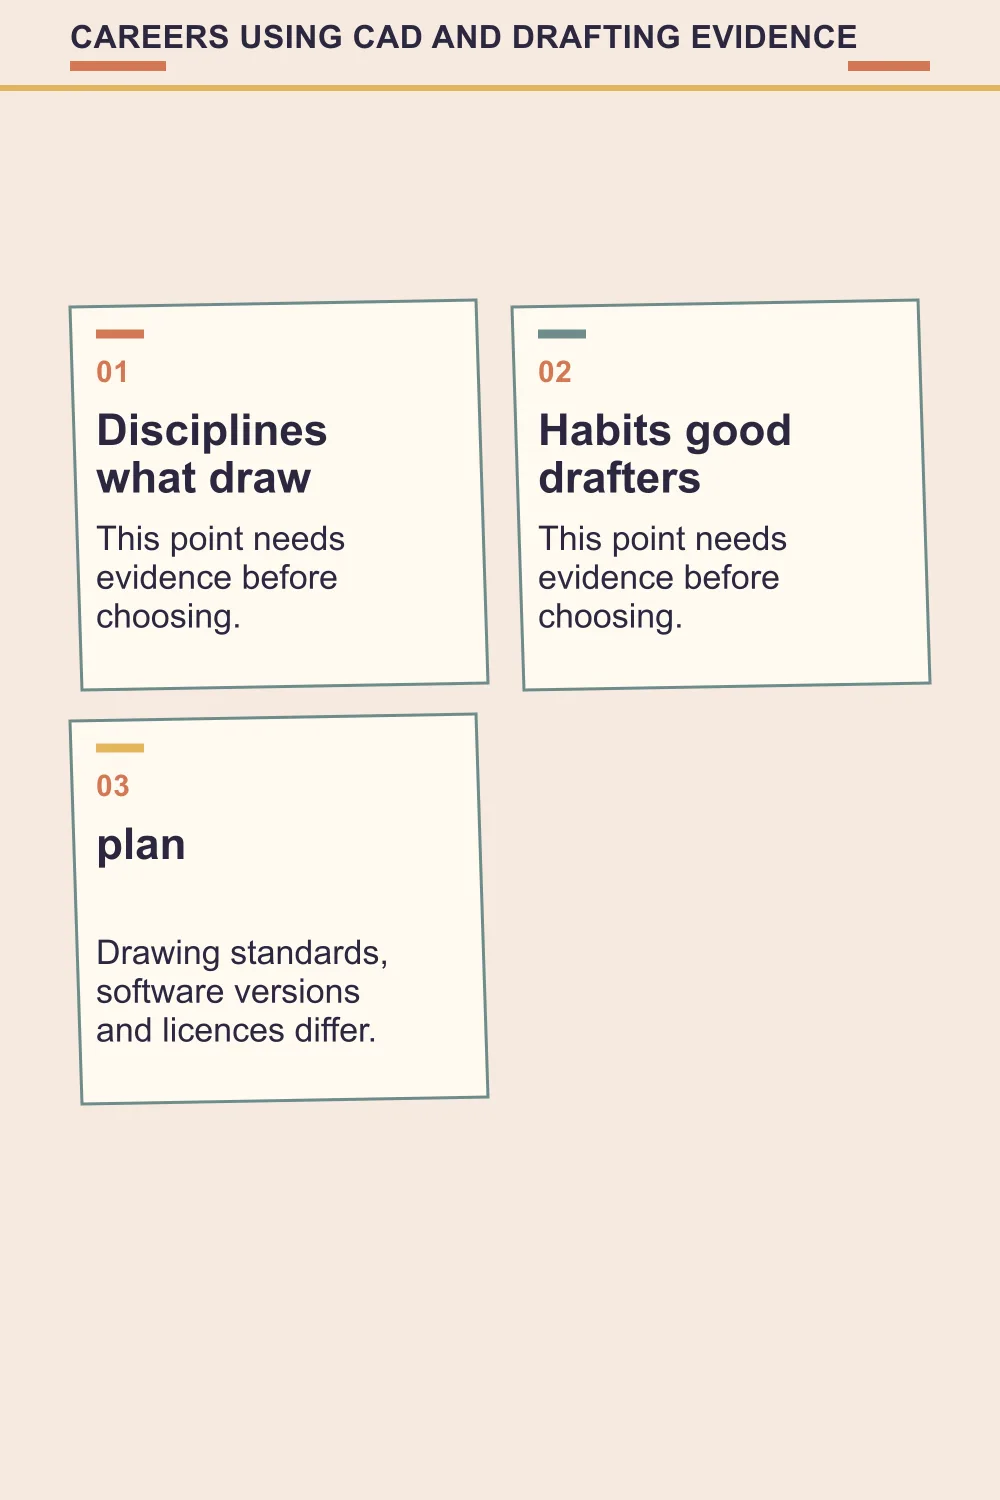 CAREERS USING CAD AND DRAFTING EVIDENCE
01
Disciplines
what draw
This point needs
evidence before
choosing.
02
Habits good
drafters
This point needs
evidence before
choosing.
03
plan
Drawing standards,
software versions
and licences differ.